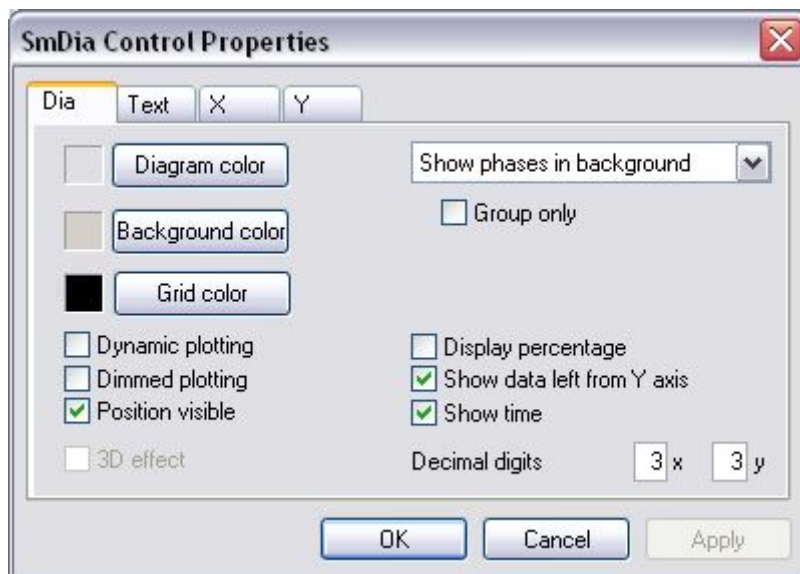 SmDia Control Properties
Dia Text X Y
Diagram color
Show phases in background
Background color
Group only
Grid color
Dynamic plotting
Display percentage
Dimmed plotting
Show data left from Y axis
Position visible
Show time
3D effect
Decimal digits 3 x 3 y
OK Cancel Apply